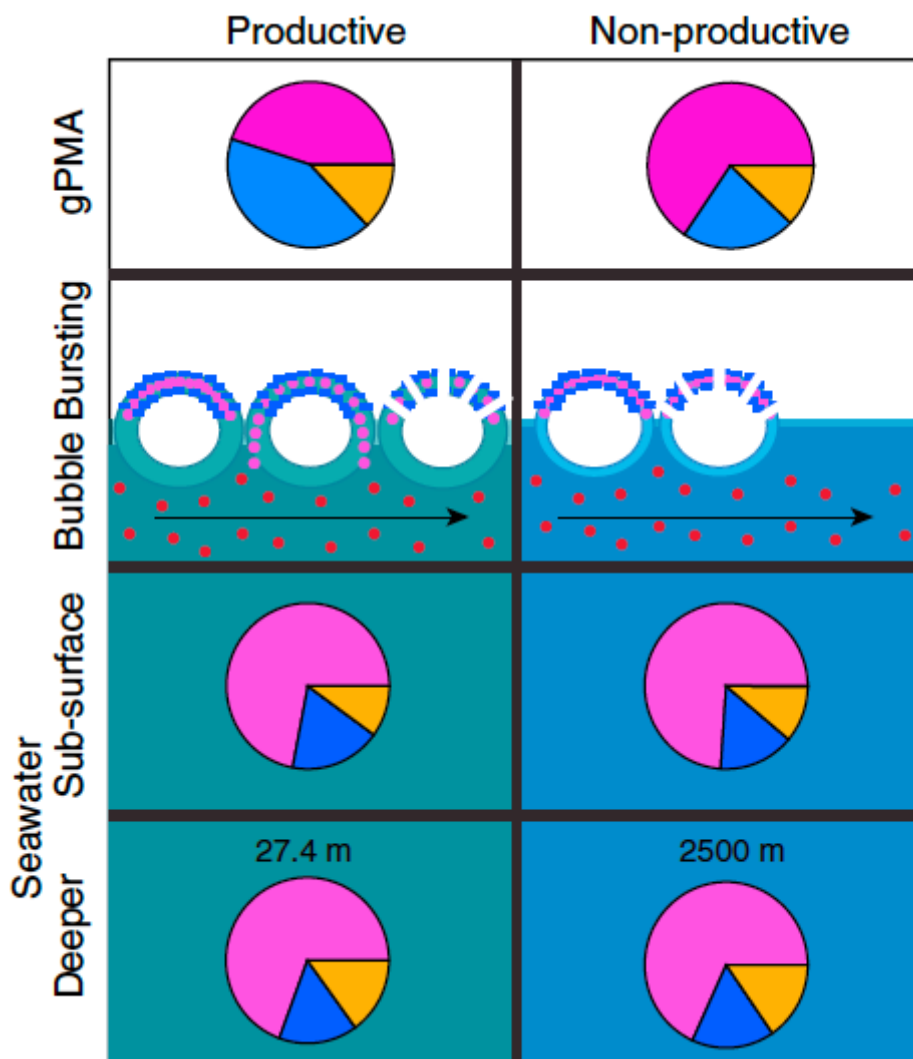 Productive
Non-productive
gPMA
Bubble Bursting
Seawater
Sub-surface
Deeper
27.4 m
2500 m